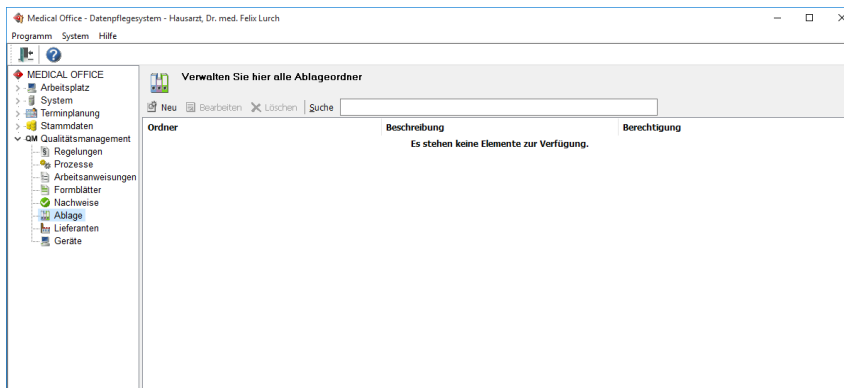 Medical Office - Datenpflegesystem - Hausarzt, Dr. med. Felix Lurch
Programm System Hilfe
MEDICAL OFFICE
Arbeitsplatz
System
Terminplanung
Stammdaten
QM Qualitätsmanagement
Regelungen
Prozesse
Arbeitsanweisungen
Formblätter
Nachweise
Ablage
Lieferanten
Geräte
Verwalten Sie hier alle Ablageordner
Neu Bearbeiten Löschen Suche
Ordner Beschreibung Berechtigung
Es stehen keine Elemente zur Verfügung.